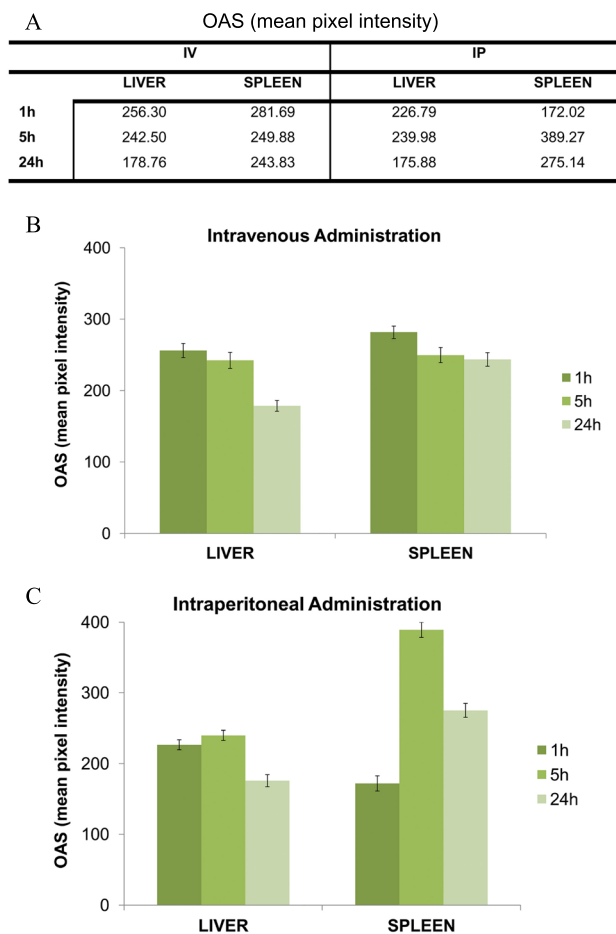 A OAS (mean pixel intensity)
IV IP
LIVER SPLEEN LIVER SPLEEN
1h 256.30 281.69 226.79 172.02
5h 242.50 249.88 239.98 389.27
24h 178.76 243.83 175.88 275.14
B
Intravenous Administration
OAS (mean pixel intensity)
400
300
200
100
0
LIVER SPLEEN
1h
5h
24h
C
Intraperitoneal Administration
OAS (mean pixel intensity)
400
300
200
100
0
LIVER SPLEEN
1h
5h
24h